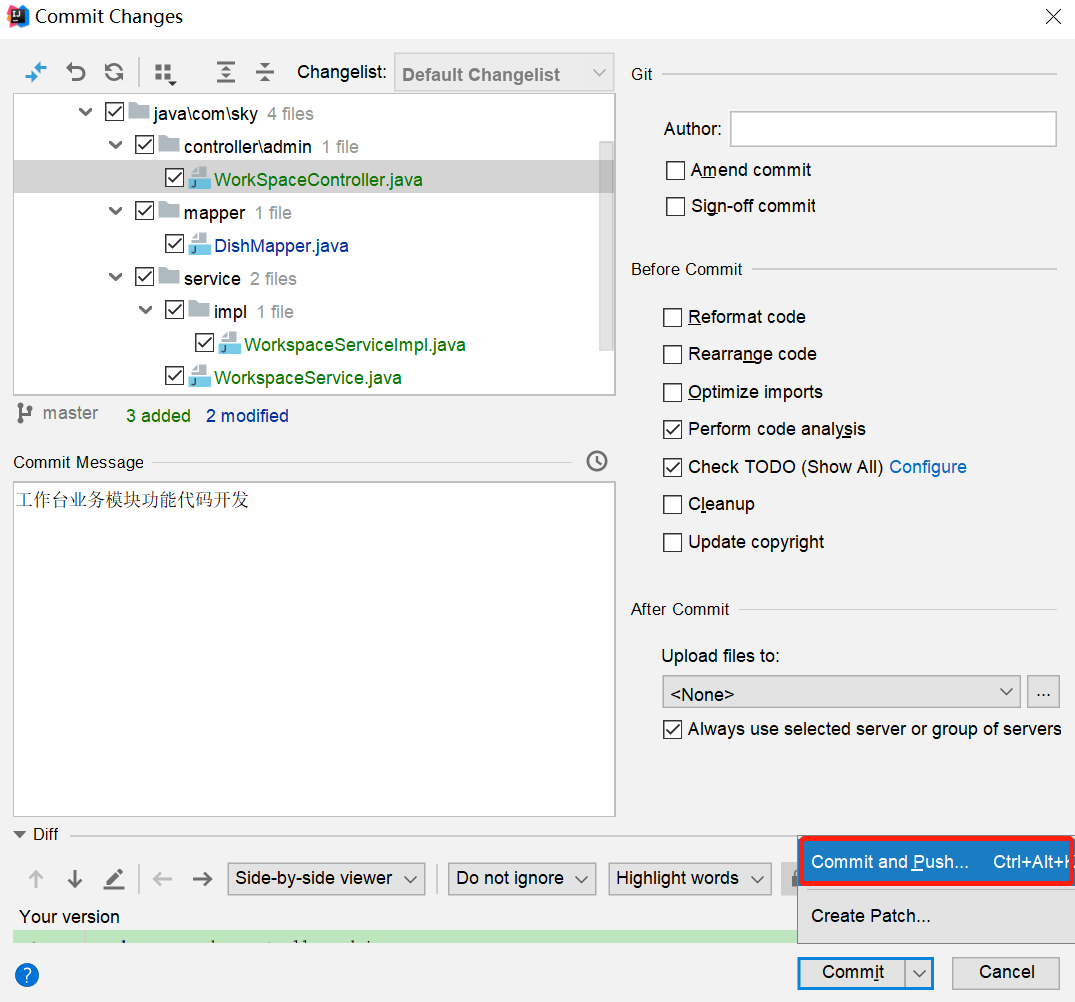 Commit Changes
Changelist: Default Changelist
java\com\sky 4 files
controller\admin 1 file
WorkSpaceController.java
mapper 1 file
DishMapper.java
service 2 files
impl 1 file
WorkspaceServiceImpl.java
WorkspaceService.java
master 3 added 2 modified
Commit Message
工作台业务模块功能代码开发
Git
Author:
Amend commit
Sign-off commit
Before Commit
Reformat code
Rearrange code
Optimize imports
Perform code analysis
Check TODO (Show All) Configure
Cleanup
Update copyright
After Commit
Upload files to:
<None>
...
Always use selected server or group of servers
Diff
Side-by-side viewer Do not ignore Highlight words
Your version
Commit and Push... Ctrl+Alt+K
Create Patch...
? Commit Cancel